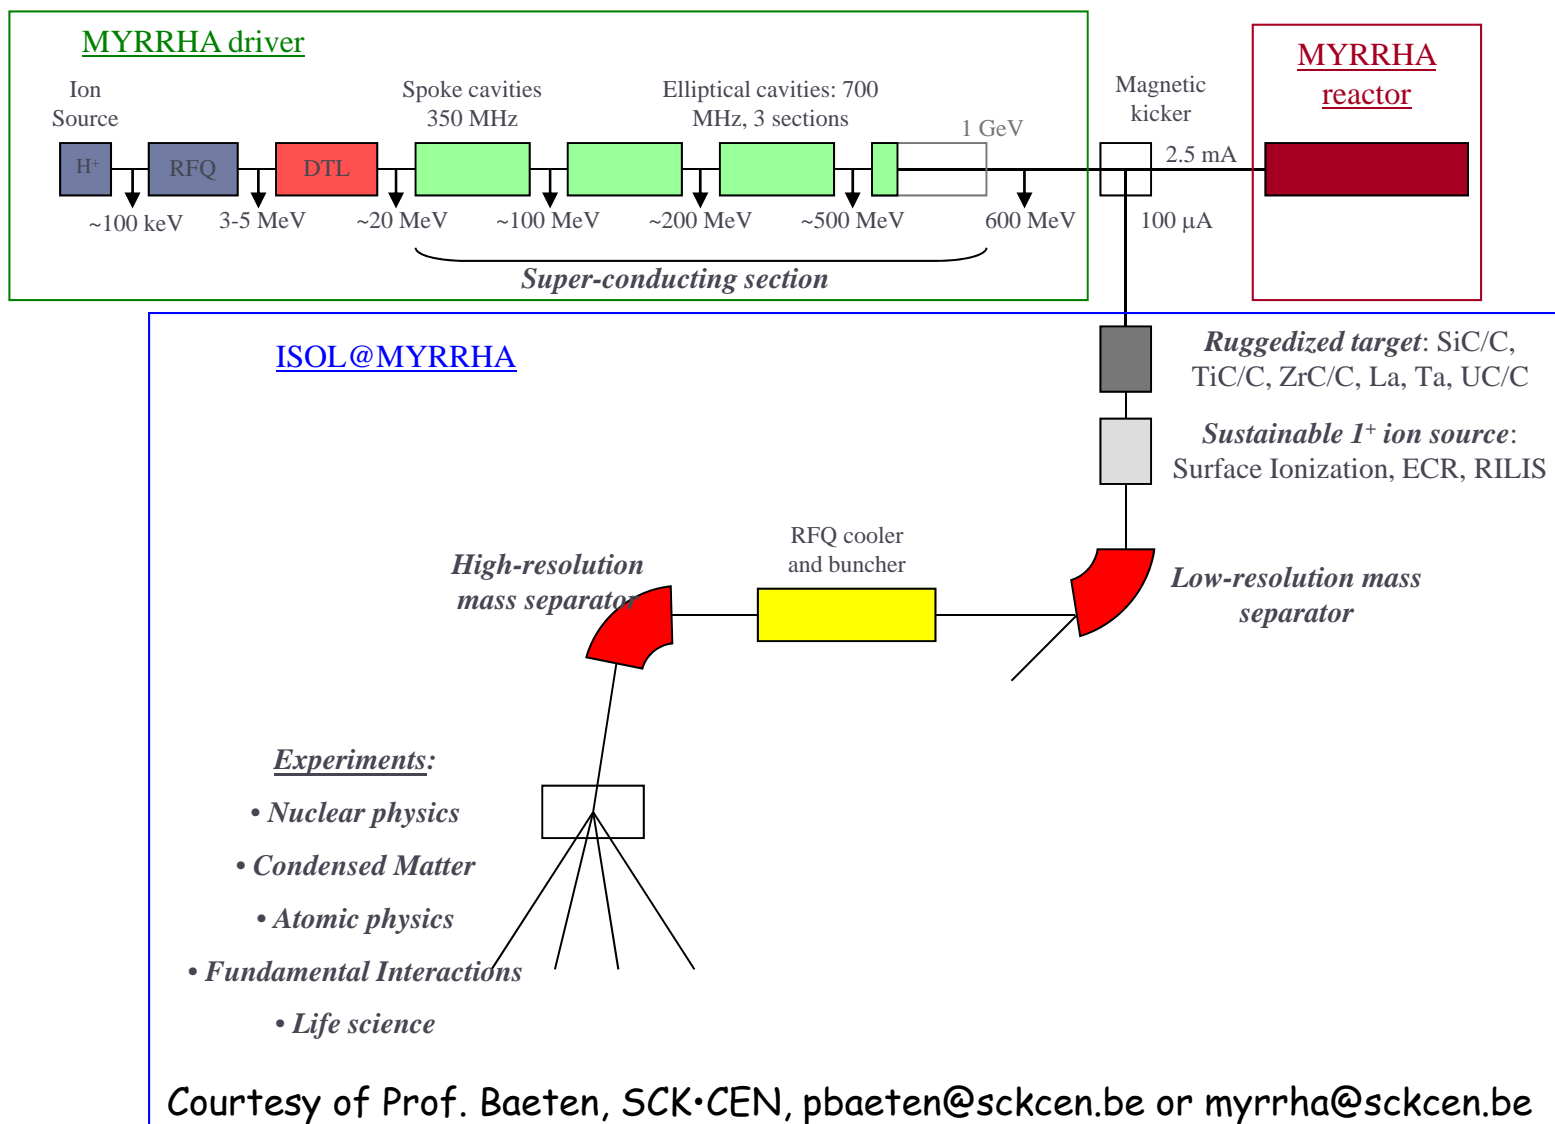 MYRRHA driver
MYRRHA
reactor
Ion
Source
Spoke cavities
350 MHz
Elliptical cavities: 700
MHz, 3 sections
1 GeV
Magnetic
kicker
2.5 mA
H⁺
RFQ
DTL
~100 keV
3-5 MeV
~20 MeV
~100 MeV
~200 MeV
~500 MeV
600 MeV
100 μA
Super-conducting section
ISOL@MYRRHA
Ruggedized target: SiC/C,
TiC/C, ZrC/C, La, Ta, UC/C
Sustainable 1⁺ ion source:
Surface Ionization, ECR, RILIS
RFQ cooler
and buncher
High-resolution
mass separator
Low-resolution mass
separator
Experiments:
• Nuclear physics
• Condensed Matter
• Atomic physics
• Fundamental Interactions
• Life science
Courtesy of Prof. Baeten, SCK•CEN, pbaeten@sckcen.be or myrrha@sckcen.be